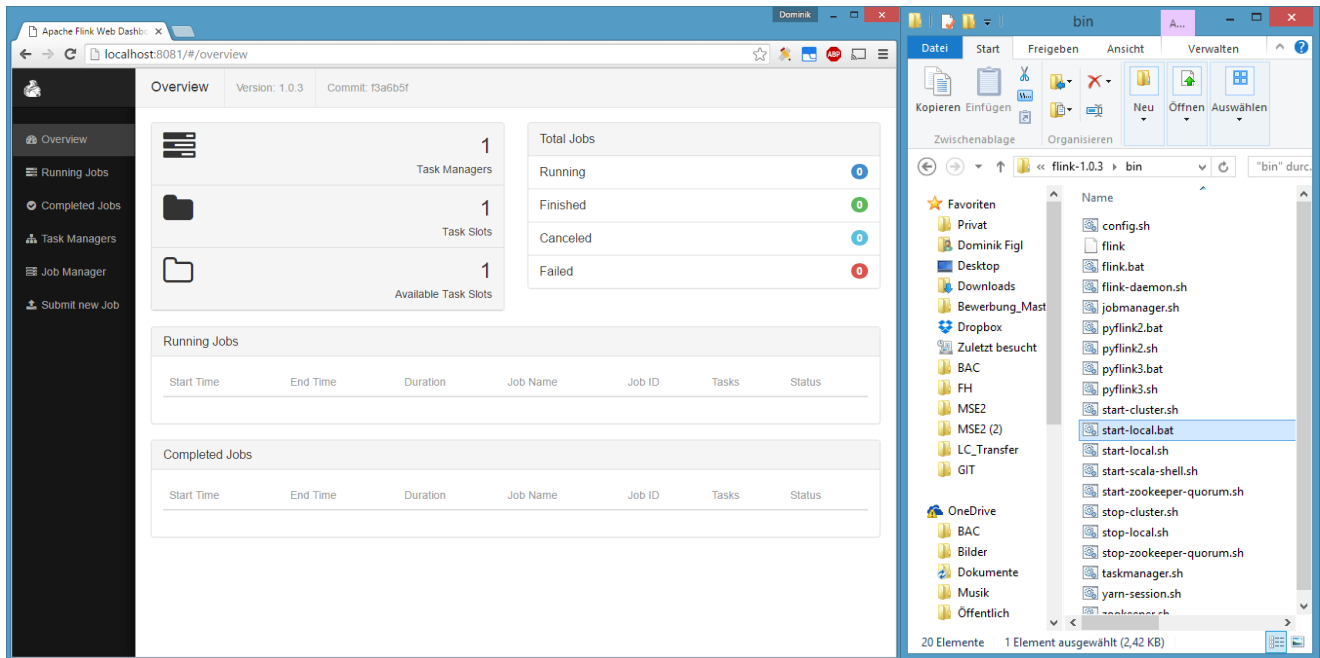 Apache Flink Web Dashbo
Dominik
localhost:8081/#/overview
ABP
Overview
Version: 1.0.3
Commit: f3a6b5f
Overview
Running Jobs
Completed Jobs
Task Managers
Job Manager
Submit new Job
1
Task Managers
1
Task Slots
1
Available Task Slots
Total Jobs
Running 0
Finished 0
Canceled 0
Failed 0
Running Jobs
Start Time End Time Duration Job Name Job ID Tasks Status
Completed Jobs
Start Time End Time Duration Job Name Job ID Tasks Status
bin
A...
Datei Start Freigeben Ansicht Verwalten
Kopieren Einfügen
Neu Öffnen Auswählen
Zwischenablage Organisieren
« flink-1.0.3 bin
"bin" durc.
Favoriten
Privat
Dominik Figl
Desktop
Downloads
Bewerbung_Mast
Dropbox
Zuletzt besucht
BAC
FH
MSE2
MSE2 (2)
LC_Transfer
GIT
OneDrive
BAC
Bilder
Dokumente
Musik
Öffentlich
Name
config.sh
flink
flink.bat
flink-daemon.sh
jobmanager.sh
pyflink2.bat
pyflink2.sh
pyflink3.bat
pyflink3.sh
start-cluster.sh
start-local.bat
start-local.sh
start-scala-shell.sh
start-zookeeper-quorum.sh
stop-cluster.sh
stop-local.sh
stop-zookeeper-quorum.sh
taskmanager.sh
yarn-session.sh
zookeeper.sh
20 Elemente 1 Element ausgewählt (2,42 KB)